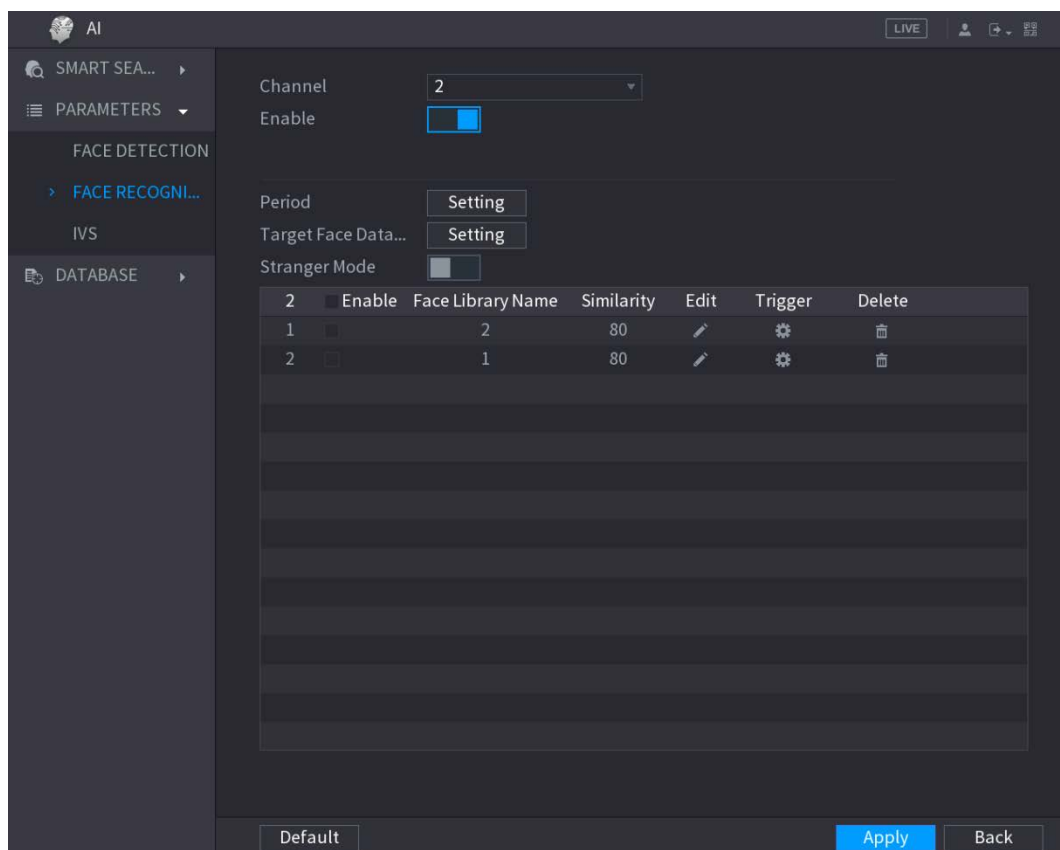 AI
LIVE
SMART SEA...
PARAMETERS
FACE DETECTION
FACE RECOGNI...
IVS
DATABASE
Channel 2
Enable
Period Setting
Target Face Data... Setting
Stranger Mode
2 Enable Face Library Name Similarity Edit Trigger Delete
1 2 80
2 1 80
Default Apply Back